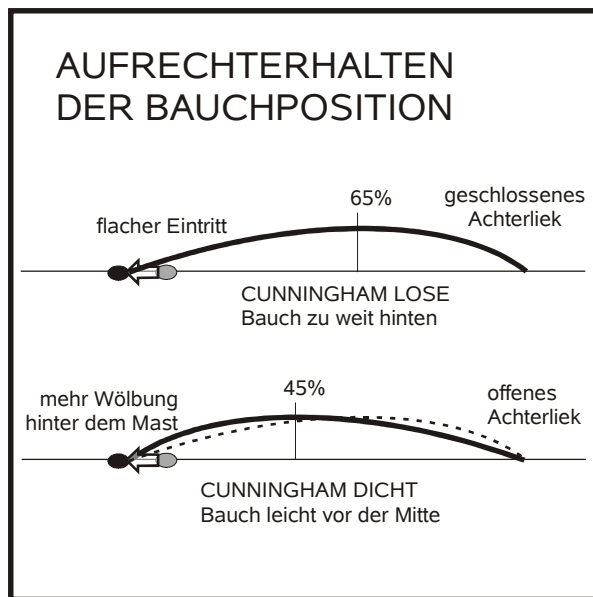 AUFRECHTERHALTEN
DER BAUCHPOSITION
65%
flacher Eintritt
geschlossenes
Achterliek
CUNNINGHAM LOSE
Bauch zu weit hinten
45%
mehr Wölbung
hinter dem Mast
offenes
Achterliek
CUNNINGHAM DICHT
Bauch leicht vor der Mitte